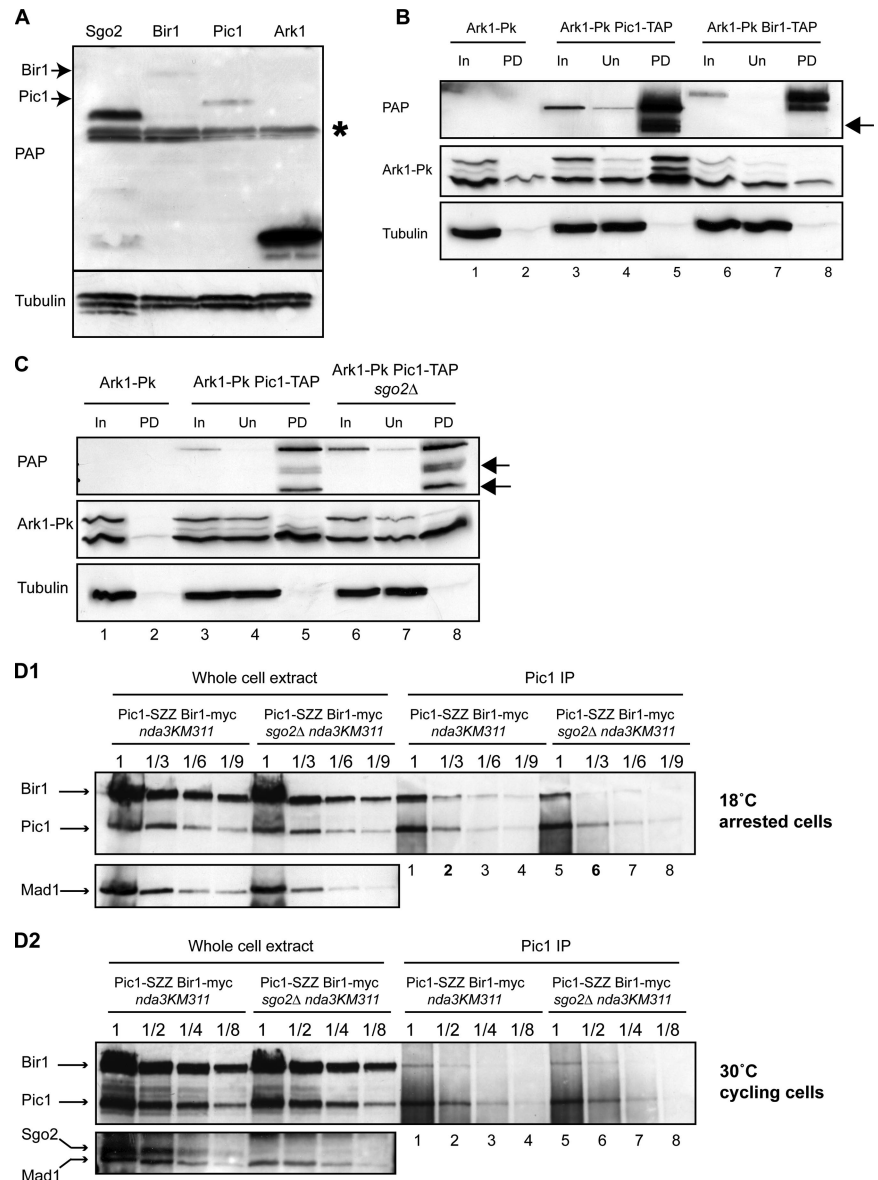 A
Sgo2 Bir1 Pic1 Ark1
Bir1
Pic1
*
PAP
Tubulin
B
Ark1-Pk Ark1-Pk Pic1-TAP Ark1-Pk Bir1-TAP
In PD In Un PD In Un PD
PAP
Ark1-Pk
Tubulin
1 2 3 4 5 6 7 8
C
Ark1-Pk Ark1-Pk Pic1-TAP Ark1-Pk Pic1-TAP
sgo2Δ
In PD In Un PD In Un PD
PAP
Ark1-Pk
Tubulin
1 2 3 4 5 6 7 8
D1
Whole cell extract Pic1 IP
Pic1-SZZ Bir1-myc Pic1-SZZ Bir1-myc Pic1-SZZ Bir1-myc Pic1-SZZ Bir1-myc
nda3KM311 sgo2Δ nda3KM311 nda3KM311 sgo2Δ nda3KM311
1 1/3 1/6 1/9 1 1/3 1/6 1/9 1 1/3 1/6 1/9 1 1/3 1/6 1/9
Bir1
Pic1
18˚C
arrested cells
1 2 3 4 5 6 7 8
Mad1
D2
Whole cell extract Pic1 IP
Pic1-SZZ Bir1-myc Pic1-SZZ Bir1-myc Pic1-SZZ Bir1-myc Pic1-SZZ Bir1-myc
nda3KM311 sgo2Δ nda3KM311 nda3KM311 sgo2Δ nda3KM311
1 1/2 1/4 1/8 1 1/2 1/4 1/8 1 1/2 1/4 1/8 1 1/2 1/4 1/8
Bir1
Pic1
30˚C
cycling cells
Sgo2
1 2 3 4 5 6 7 8
Mad1